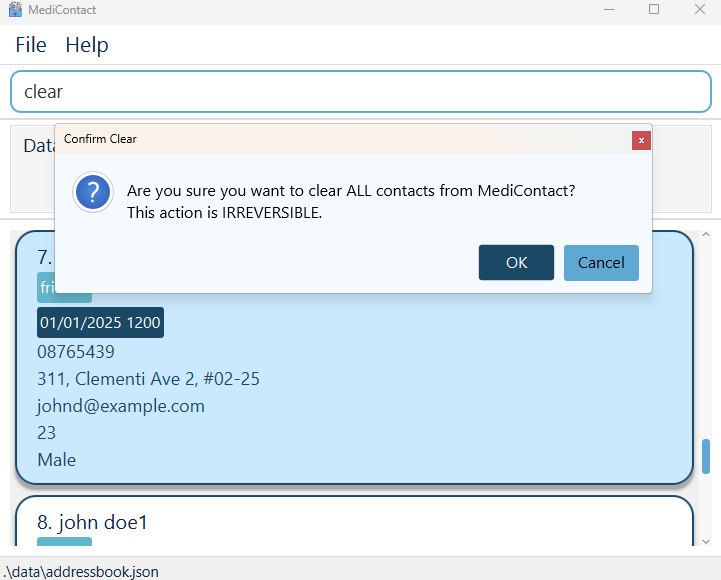 MediContact
File Help
clear
Confirm Clear
x
?
Are you sure you want to clear ALL contacts from MediContact?
This action is IRREVERSIBLE.
OK Cancel
7.
01/01/2025 1200
08765439
311, Clementi Ave 2, #02-25
johnd@example.com
23
Male
8. john doe1
.\data\addressbook.json